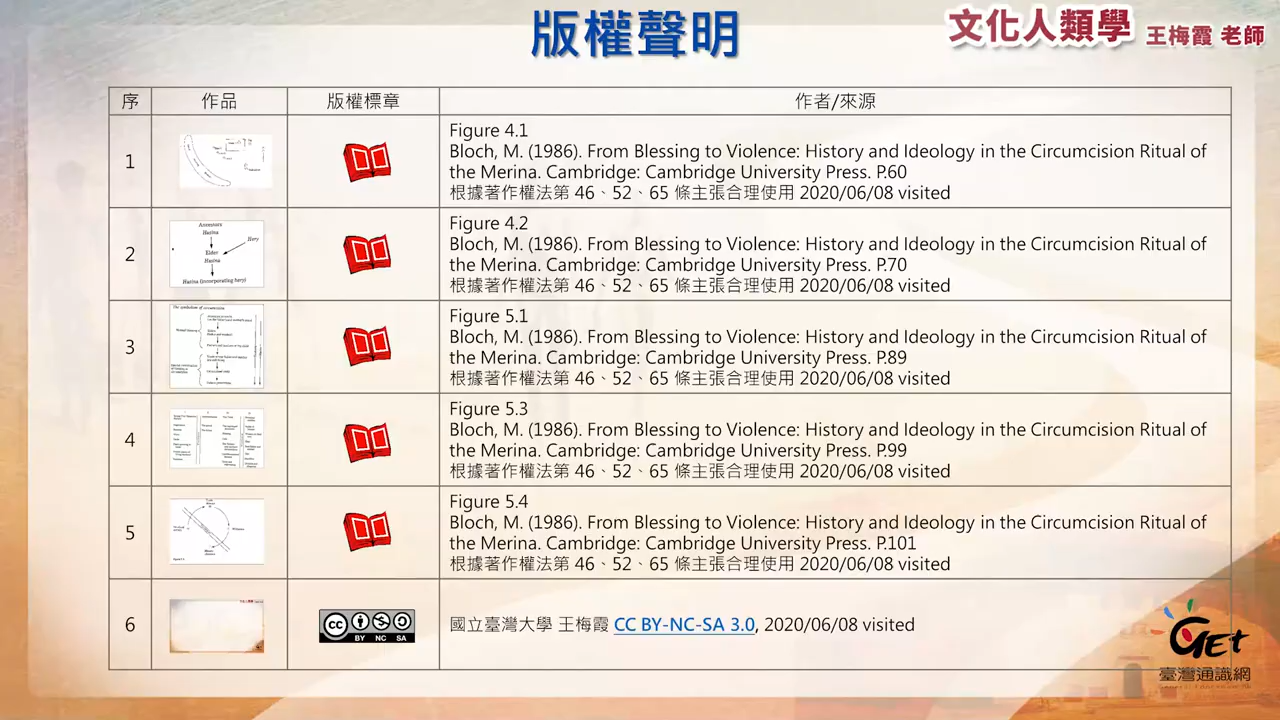 版權聲明
文化人類學 王梅霞 老師
序 作品 版權標章 作者/來源
1
Figure 4.1
Bloch, M. (1986). From Blessing to Violence: History and Ideology in the Circumcision Ritual of
the Merina. Cambridge: Cambridge University Press. P.60
根據著作權法第 46、52、65 條主張合理使用 2020/06/08 visited
2
Ancestors
Hasina
Hery
Elder
Hasina
Hasina (incorporating hery)
Figure 4.2
Bloch, M. (1986). From Blessing to Violence: History and Ideology in the Circumcision Ritual of
the Merina. Cambridge: Cambridge University Press. P.70
根據著作權法第 46、52、65 條主張合理使用 2020/06/08 visited
3
The symbolism of circumcision
Figure 5.1
Bloch, M. (1986). From Blessing to Violence: History and Ideology in the Circumcision Ritual of
the Merina. Cambridge: Cambridge University Press. P.89
根據著作權法第 46、52、65 條主張合理使用 2020/06/08 visited
4
Figure 5.3
Bloch, M. (1986). From Blessing to Violence: History and Ideology in the Circumcision Ritual of
the Merina. Cambridge: Cambridge University Press. P.99
根據著作權法第 46、52、65 條主張合理使用 2020/06/08 visited
5
Figure 5.4
Bloch, M. (1986). From Blessing to Violence: History and Ideology in the Circumcision Ritual of
the Merina. Cambridge: Cambridge University Press. P.101
根據著作權法第 46、52、65 條主張合理使用 2020/06/08 visited
6
cc BY NC SA
國立臺灣大學 王梅霞 CC BY-NC-SA 3.0, 2020/06/08 visited
GEt
臺灣通識網